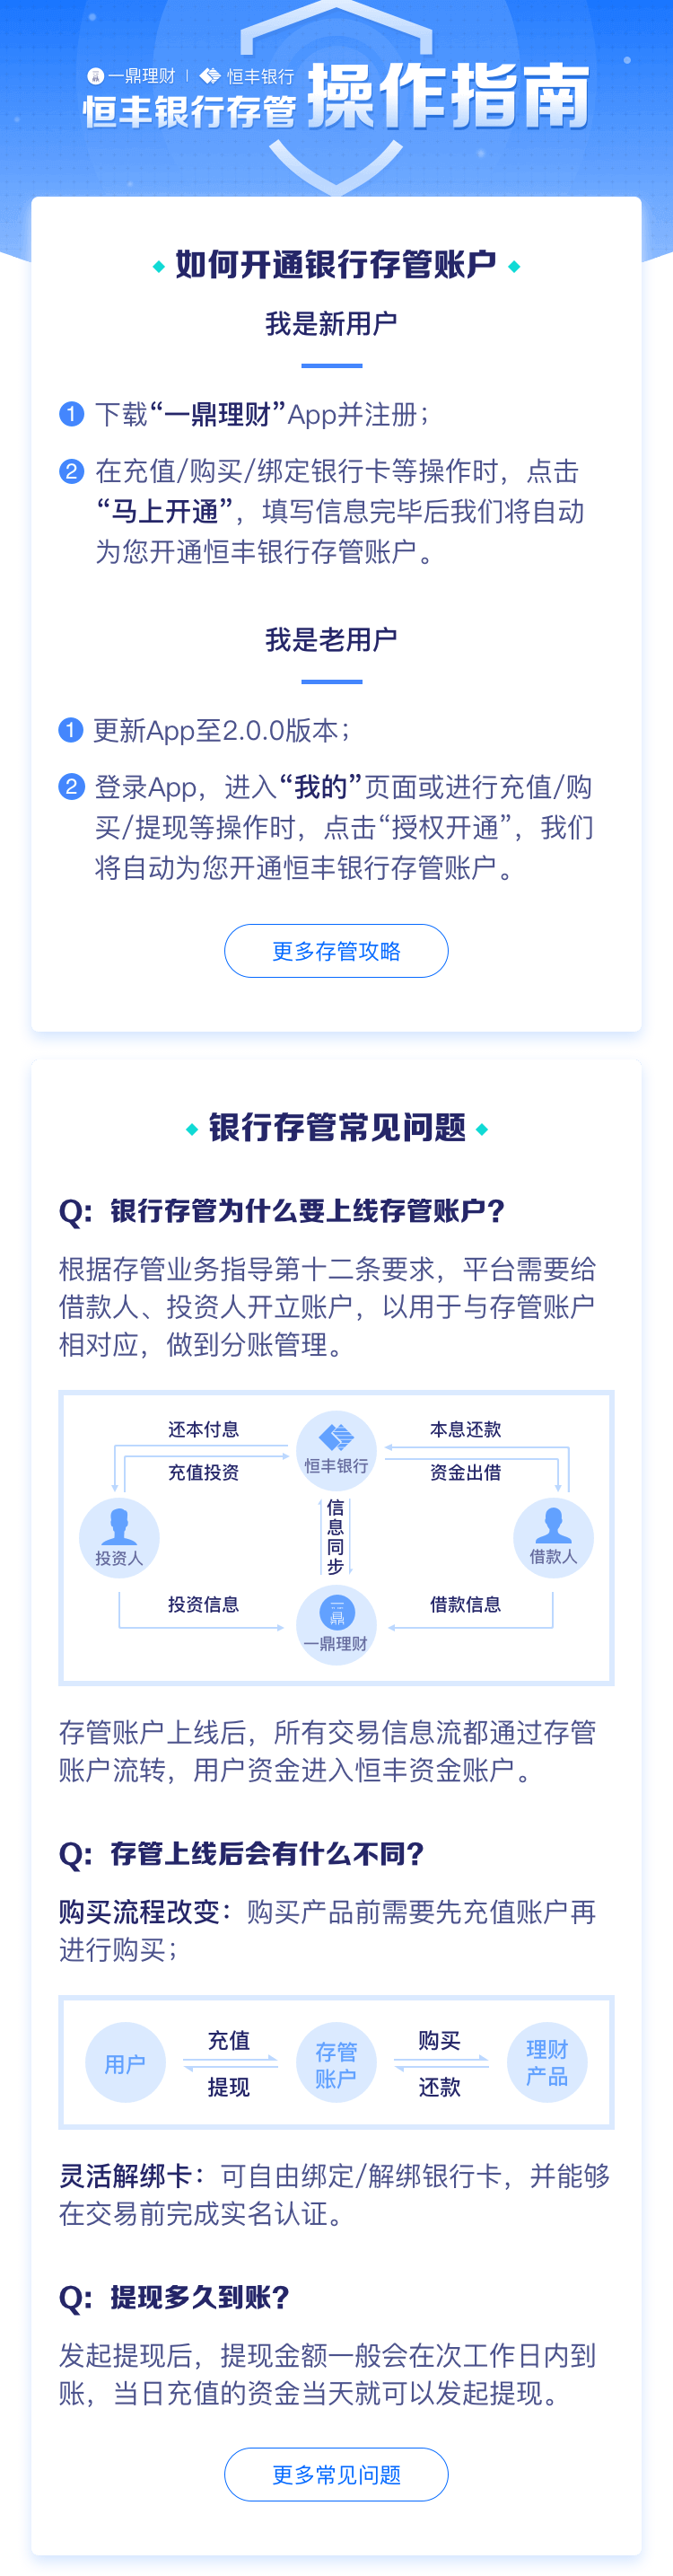 一鼎理财 | 恒丰银行
恒丰银行存管 操作指南
如何开通银行存管账户
我是新用户
1 下载“一鼎理财”App并注册；
2 在充值/购买/绑定银行卡等操作时，点击
“马上开通”，填写信息完毕后我们将自动
为您开通恒丰银行存管账户。
我是老用户
1 更新App至2.0.0版本；
2 登录App，进入“我的”页面或进行充值/购
买/提现等操作时，点击“授权开通”，我们
将自动为您开通恒丰银行存管账户。
更多存管攻略
银行存管常见问题
Q：银行存管为什么要上线存管账户？
根据存管业务指导第十二条要求，平台需要给
借款人、投资人开立账户，以用于与存管账户
相对应，做到分账管理。
还本付息
本息还款
恒丰银行
充值投资
资金出借
信息同步
投资人
借款人
投资信息
借款信息
鼎
一鼎理财
存管账户上线后，所有交易信息流都通过存管
账户流转，用户资金进入恒丰资金账户。
Q：存管上线后会有什么不同？
购买流程改变：购买产品前需要先充值账户再
进行购买；
用户
充值
提现
存管
账户
购买
还款
理财
产品
灵活解绑卡：可自由绑定/解绑银行卡，并能够
在交易前完成实名认证。
Q：提现多久到账？
发起提现后，提现金额一般会在次工作日内到
账，当日充值的资金当天就可以发起提现。
更多常见问题